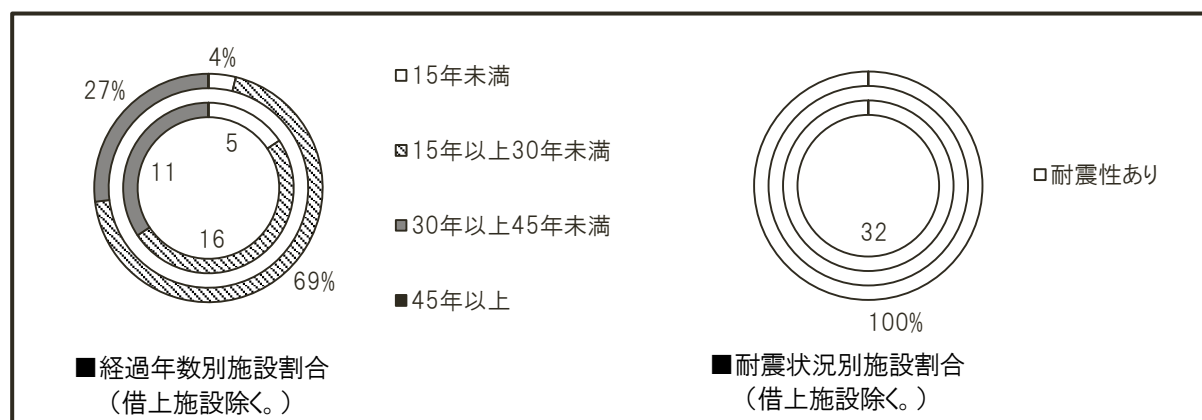 4%
27%
5
11
16
69%
□15年未満
15年以上30年未満
■30年以上45年未満
■45年以上
■経過年数別施設割合
（借上施設除く。）
32
100%
□耐震性あり
■耐震状況別施設割合
（借上施設除く。）